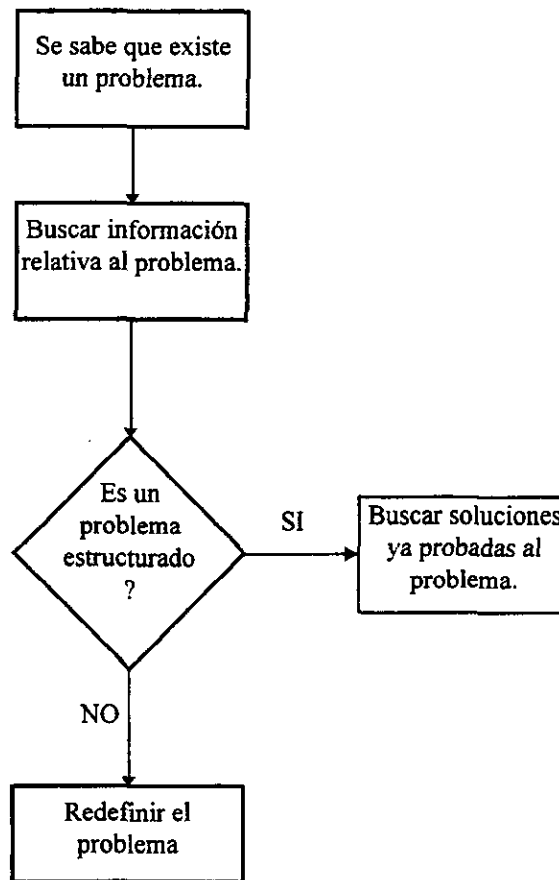 Se sabe que existe
un problema.
Buscar información
relativa al problema.
Es un
problema
estructurado
?
SI
Buscar soluciones
ya probadas al
problema.
NO
Redefinir el
problema